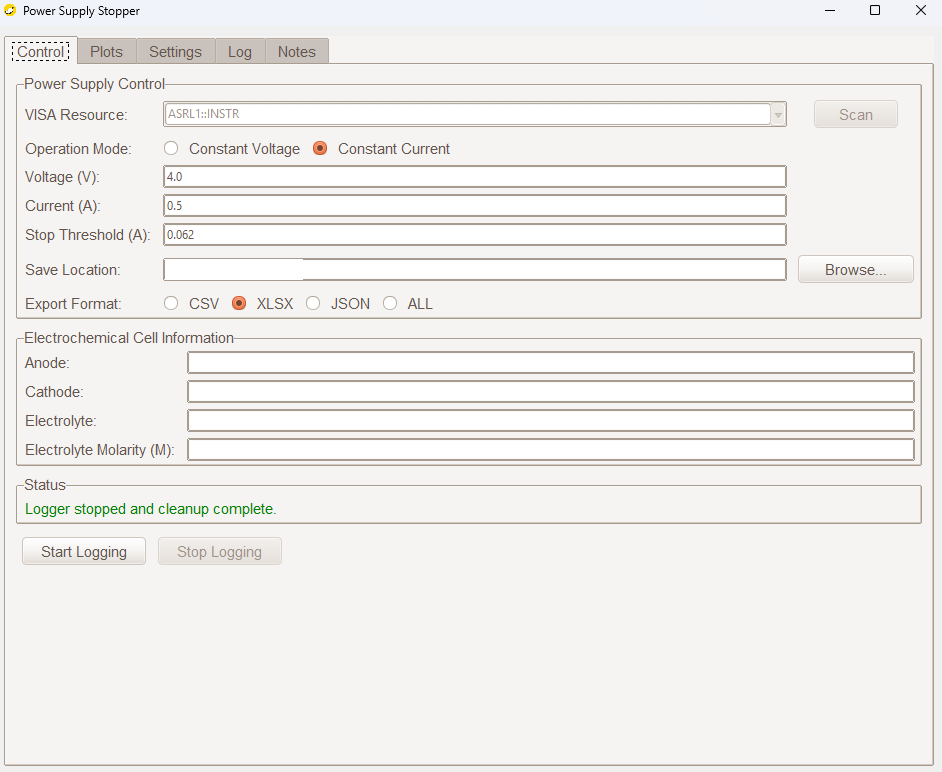 Power Supply Stopper
Control Plots Settings Log Notes
Power Supply Control
VISA Resource: ASRL1::INSTR Scan
Operation Mode: Constant Voltage Constant Current
Voltage (V): 4.0
Current (A): 0.5
Stop Threshold (A): 0.062
Save Location: Browse...
Export Format: CSV XLSX JSON ALL
Electrochemical Cell Information
Anode:
Cathode:
Electrolyte:
Electrolyte Molarity (M):
Status
Logger stopped and cleanup complete.
Start Logging Stop Logging